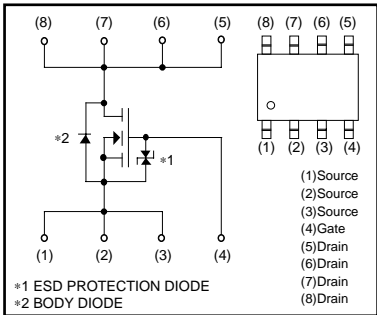 (8) (7) (6) (5)
(8) (7) (6) (5)
∗2
∗1
(1) (2) (3) (4)
(1) (2) (3) (4)
(1)Source
(2)Source
(3)Source
(4)Gate
(5)Drain
(6)Drain
(7)Drain
(8)Drain
∗1 ESD PROTECTION DIODE
∗2 BODY DIODE